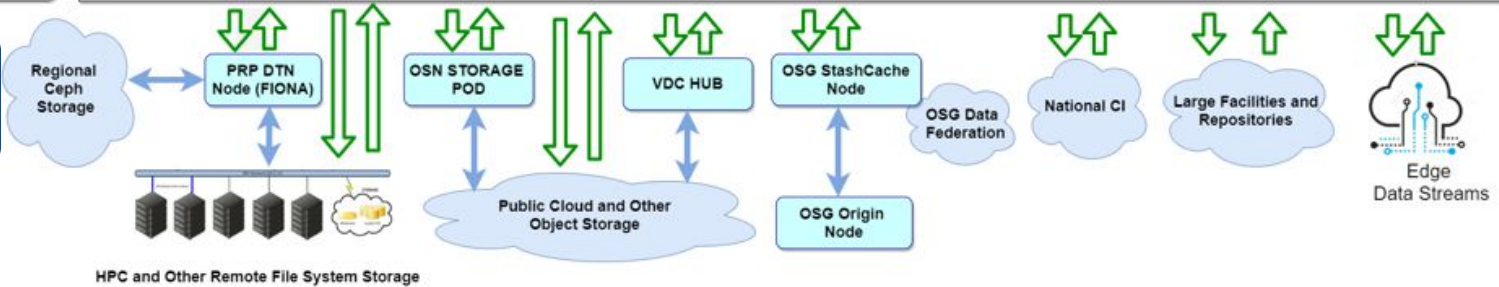 Regional
Ceph
Storage
PRP DTN
Node (FIONA)
OSN STORAGE
POD
VDC HUB
OSG StashCache
Node
OSG Data
Federation
National CI
Large Facilities and
Repositories
Edge
Data Streams
Public Cloud and Other
Object Storage
OSG Origin
Node
HPC and Other Remote File System Storage